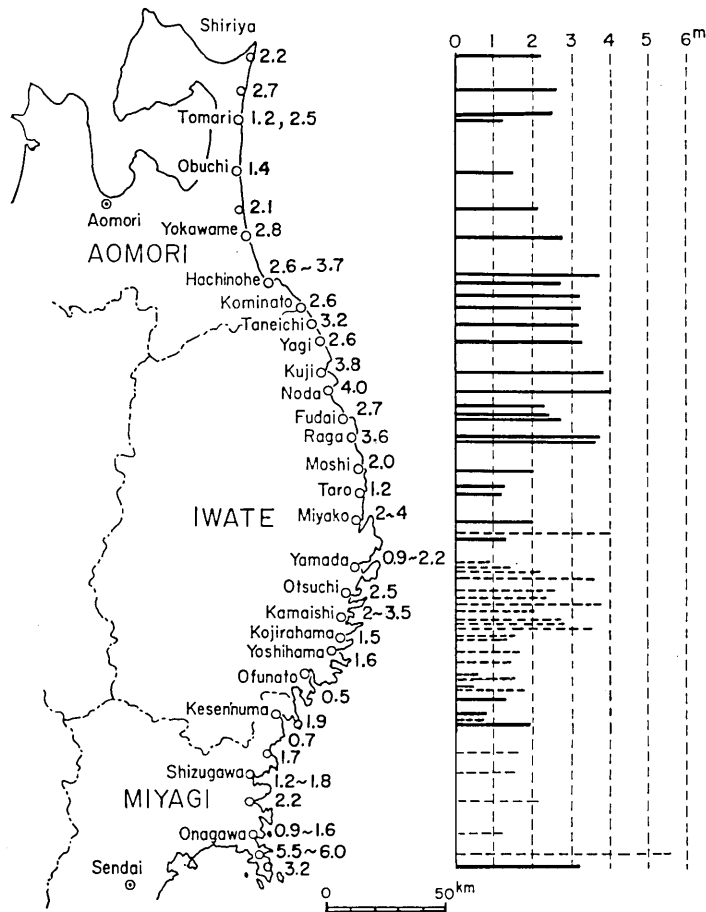 Shiriya
2.2
0 1 2 3 4 5 6 m
2.7
Tomari 1.2, 2.5
Obuchi 1.4
Aomori
2.1
Yokawame 2.8
AOMORI
2.6~3.7
Hachinohe
Kominato 2.6
Taneichi 3.2
Yagi 2.6
Kuji 3.8
Noda 4.0
Fudai 2.7
Raga 3.6
Moshi 2.0
Taro 1.2
IWATE
Miyako 2~4
Yamada 0.9~2.2
Otsuchi 2.5
Kamaishi 2~3.5
Kojirahama 1.5
Yoshihama 1.6
Ofunato
0.5
Kesennuma
1.9
0.7
1.7
Shizugawa 1.2~1.8
MIYAGI
2.2
Onagawa 0.9~1.6
5.5~6.0
Sendai 3.2
0 50 km